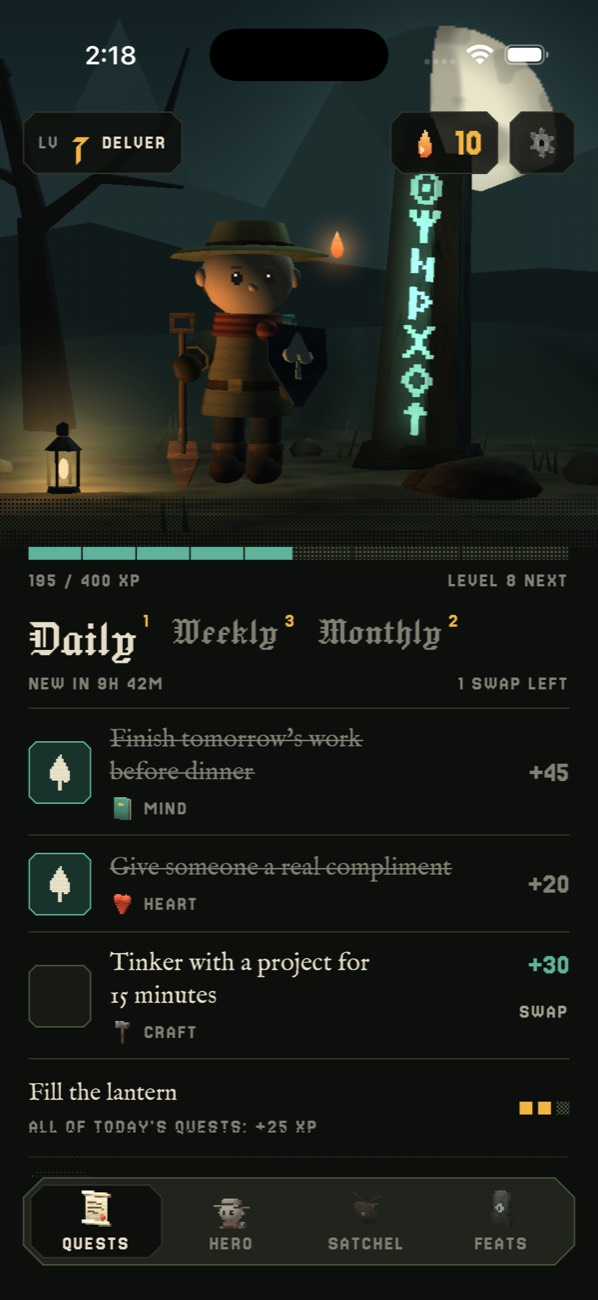 2:18
LV 7 DELVER
10
195 / 400 XP
LEVEL 8 NEXT
Daily 1
Weekly 3
Monthly 2
NEW IN 9H 42M
1 SWAP LEFT
Finish tomorrow's work
before dinner
+45
MIND
Give someone a real compliment
+20
HEART
Tinker with a project for
15 minutes
+30
SWAP
CRAFT
Fill the lantern
ALL OF TODAY'S QUESTS: +25 XP
QUESTS
HERO
SATCHEL
FEATS